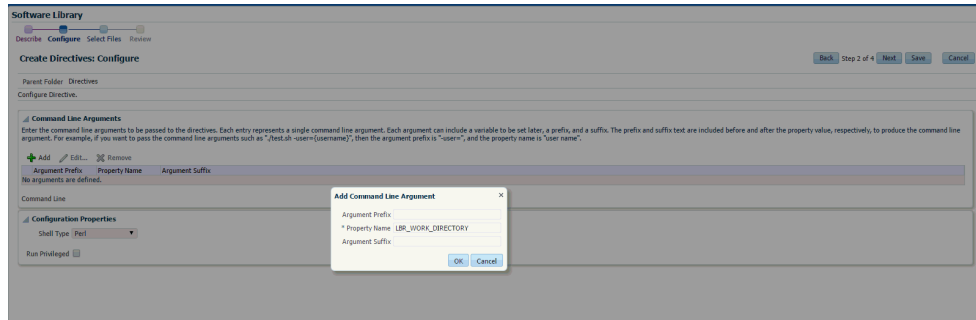 Software Library
Describe Configure Select Files Review
Create Directives: Configure
Back Step 2 of 4 Next Save Cancel
Parent Folder Directives
Configure Directive.
Command Line Arguments
Enter the command line arguments to be passed to the directives. Each entry represents a single command line argument. Each argument can include a variable to be set later, a prefix, and a suffix. The prefix and suffix text are included before and after the property value, respectively, to produce the command line
argument. For example, if you want to pass the command line arguments such as "./test.sh -user={username}", then the argument prefix is "-user=", and the property name is "user name".
Add Edit... Remove
Argument Prefix Property Name Argument Suffix
No arguments are defined.
Command Line
Configuration Properties
Shell Type Perl
Run Privileged
Add Command Line Argument
Argument Prefix
* Property Name LBR_WORK_DIRECTORY
Argument Suffix
OK Cancel